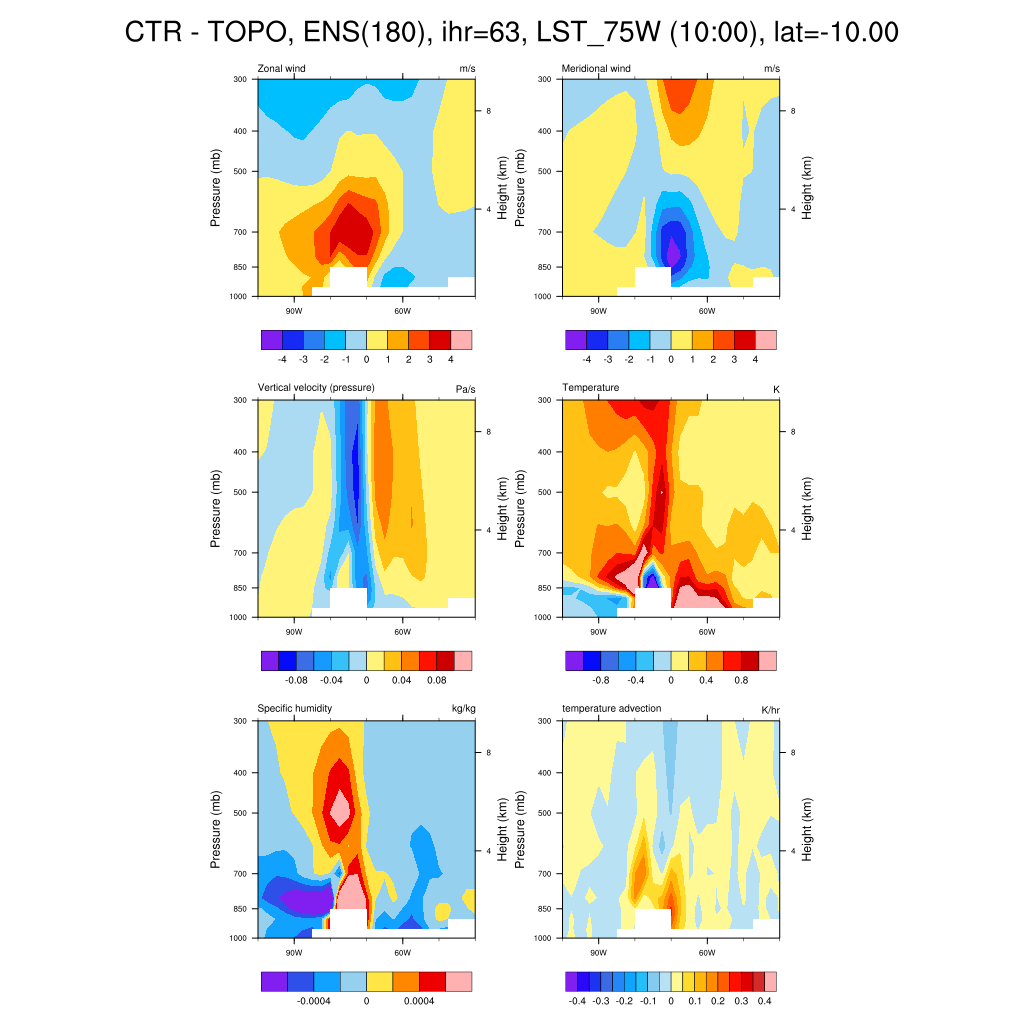 CTR - TOPO, ENS(180), ihr=63, LST_75W (10:00), lat=-10.00
Zonal wind m/s
300
400
500
700
850
1000
8
4
Pressure (mb)
Height (km)
90W 60W
-4 -3 -2 -1 0 1 2 3 4
Meridional wind m/s
300
400
500
700
850
1000
8
4
Pressure (mb)
Height (km)
90W 60W
-4 -3 -2 -1 0 1 2 3 4
Vertical velocity (pressure) Pa/s
300
400
500
700
850
1000
8
4
Pressure (mb)
Height (km)
90W 60W
-0.08 -0.04 0 0.04 0.08
Temperature K
300
400
500
700
850
1000
8
4
Pressure (mb)
Height (km)
90W 60W
-0.8 -0.4 0 0.4 0.8
Specific humidity kg/kg
300
400
500
700
850
1000
8
4
Pressure (mb)
Height (km)
90W 60W
-0.0004 0 0.0004
temperature advection K/hr
300
400
500
700
850
1000
8
4
Pressure (mb)
Height (km)
90W 60W
-0.4 -0.3 -0.2 -0.1 0 0.1 0.2 0.3 0.4